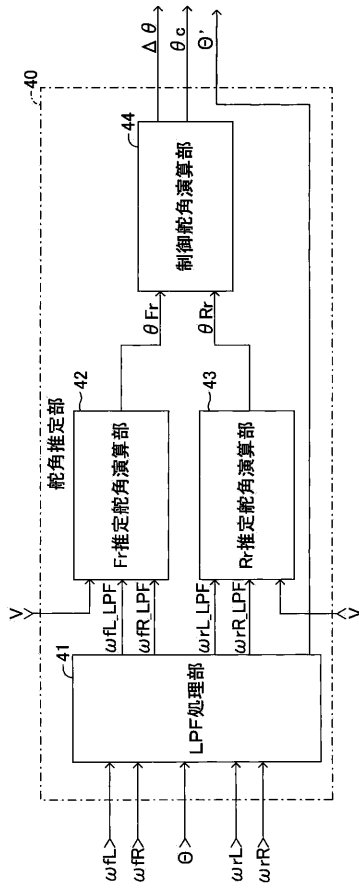 40
舵角推定部
ωfL
ωfR
Θ
ωrL
ωrR
41
LPF処理部
V
ωfL_LPF
ωfR_LPF
ωrL_LPF
ωrR_LPF
V
42
Fr推定舵角演算部
43
Rr推定舵角演算部
θFr
θRr
44
制御舵角演算部
Δθ
θc
Θ'